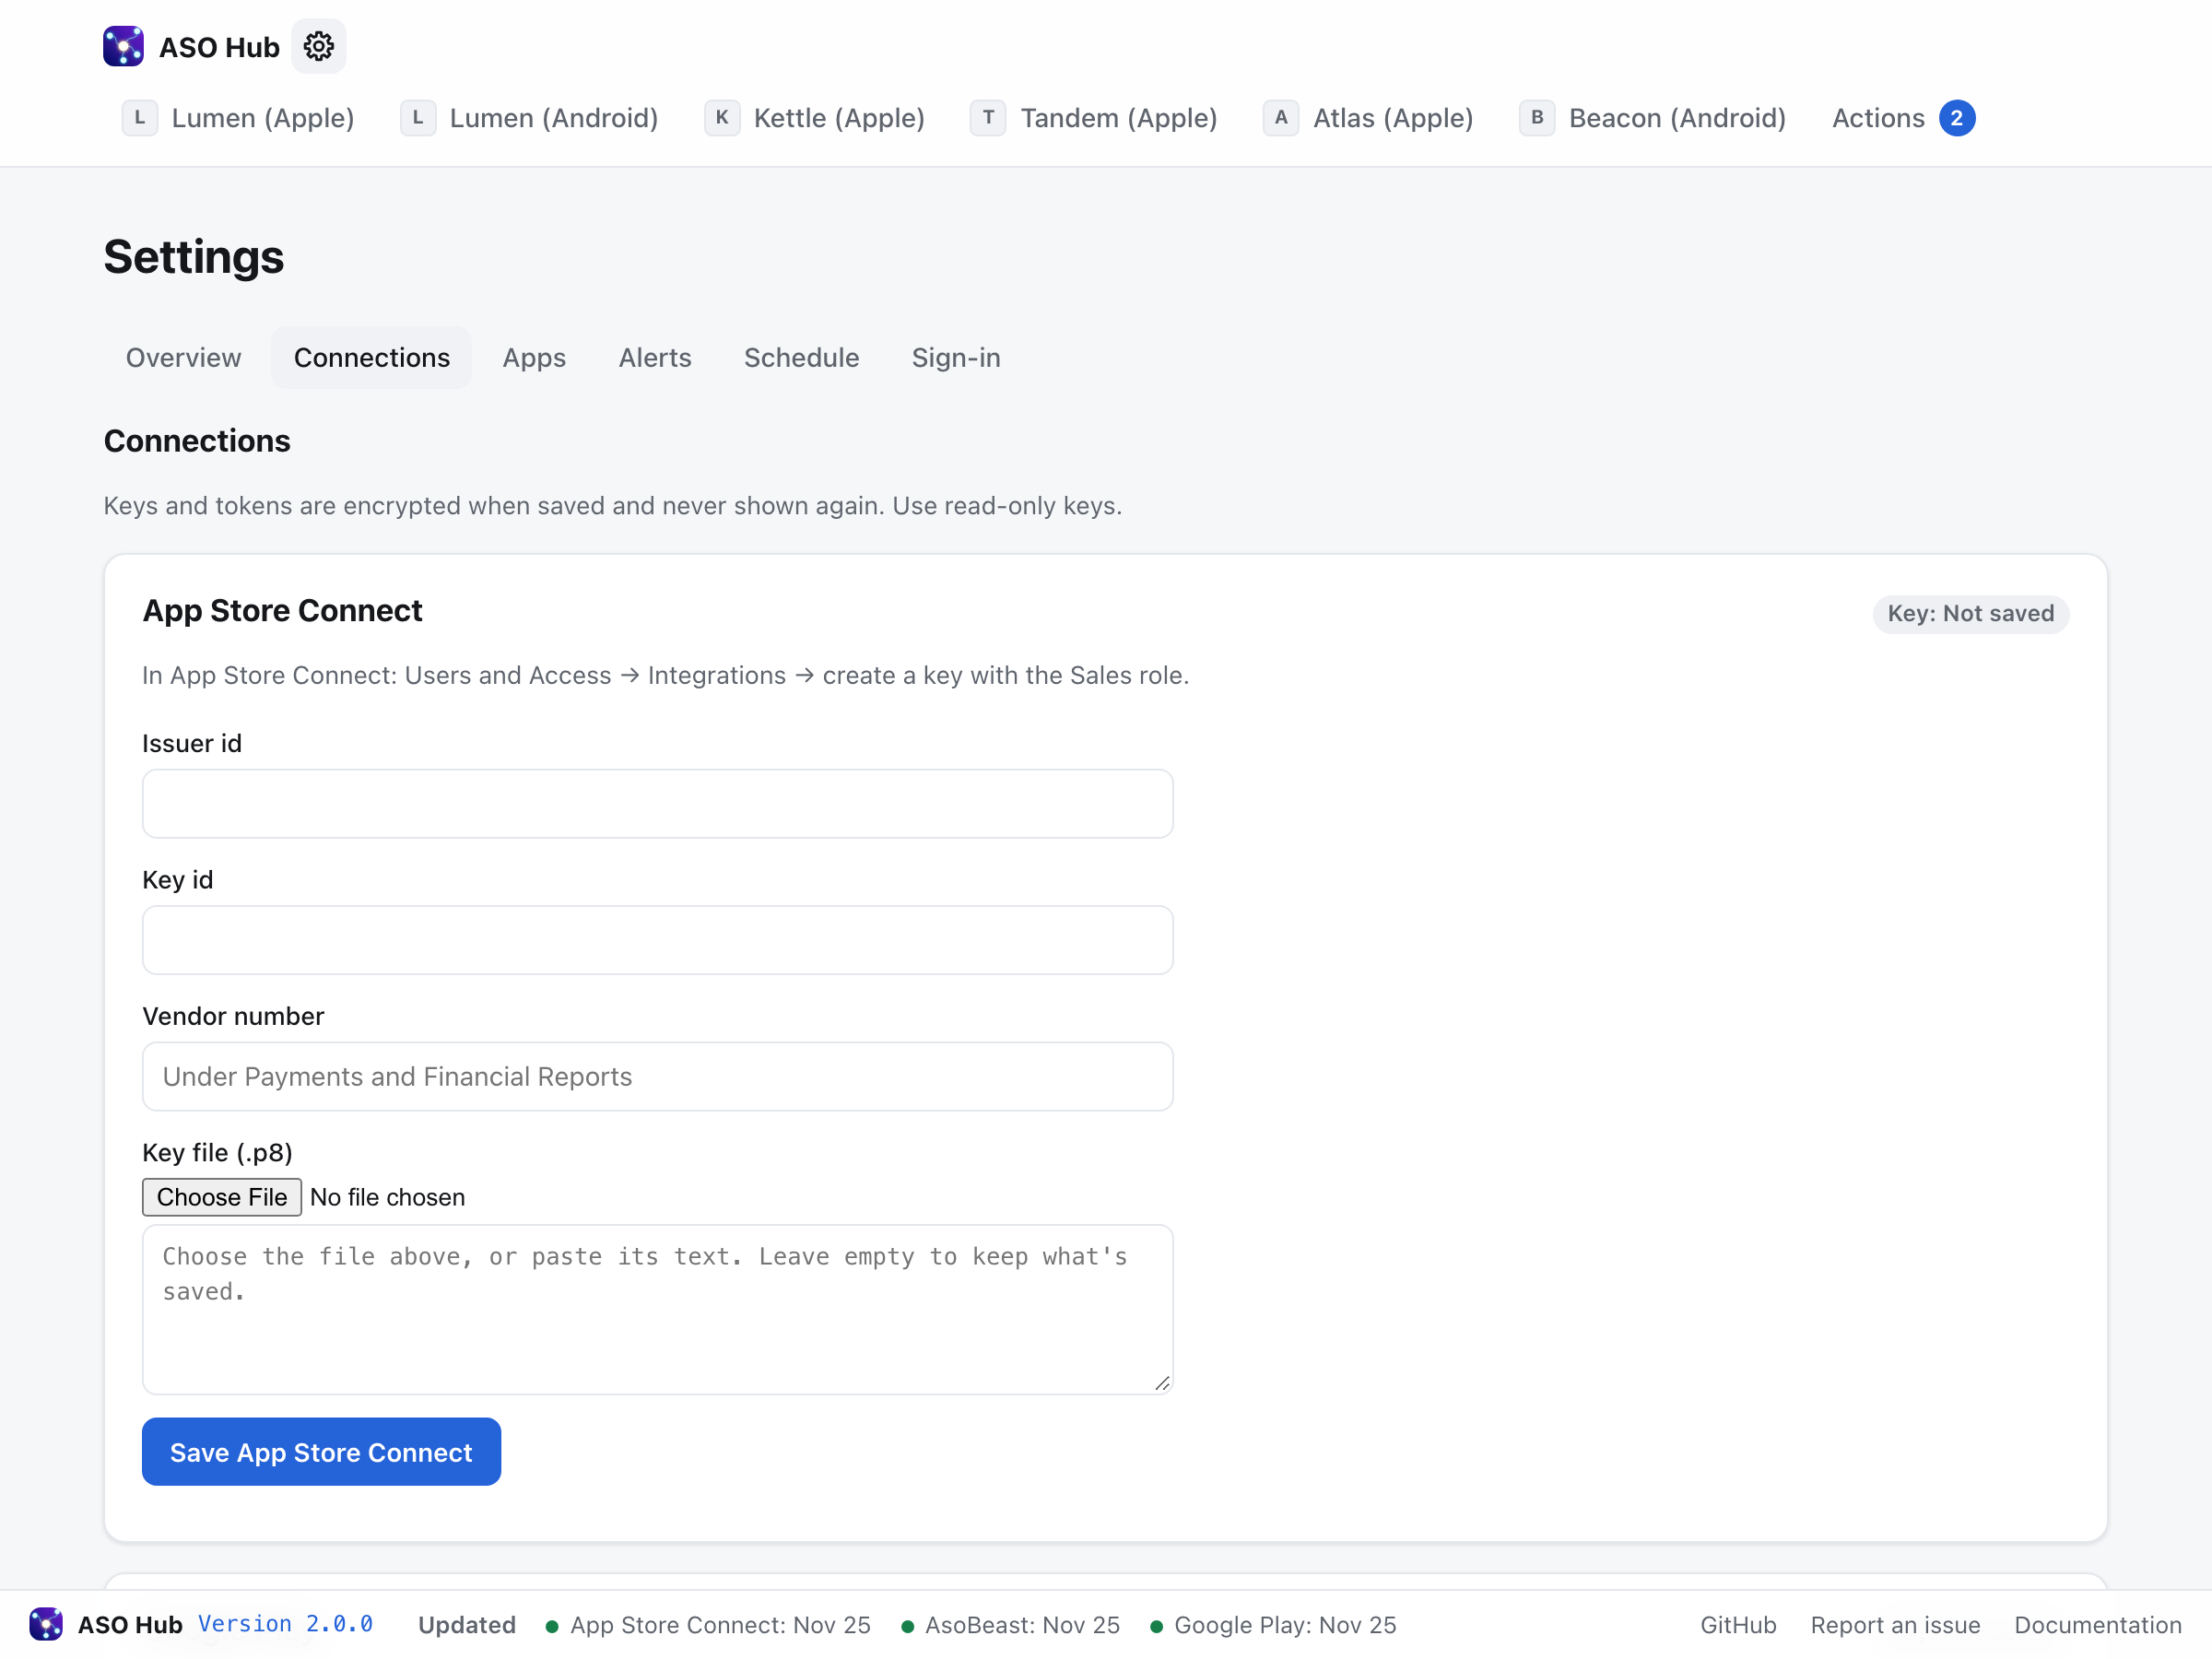 ASO Hub
L Lumen (Apple)
L Lumen (Android)
K Kettle (Apple)
T Tandem (Apple)
A Atlas (Apple)
B Beacon (Android)
Actions 2
Settings
Overview
Connections
Apps
Alerts
Schedule
Sign-in
Connections
Keys and tokens are encrypted when saved and never shown again. Use read-only keys.
App Store Connect
Key: Not saved
In App Store Connect: Users and Access → Integrations → create a key with the Sales role.
Issuer id
Key id
Vendor number
Under Payments and Financial Reports
Key file (.p8)
Choose File No file chosen
Choose the file above, or paste its text. Leave empty to keep what's
saved.
Save App Store Connect
ASO Hub Version 2.0.0
Updated
App Store Connect: Nov 25
AsoBeast: Nov 25
Google Play: Nov 25
GitHub
Report an issue
Documentation